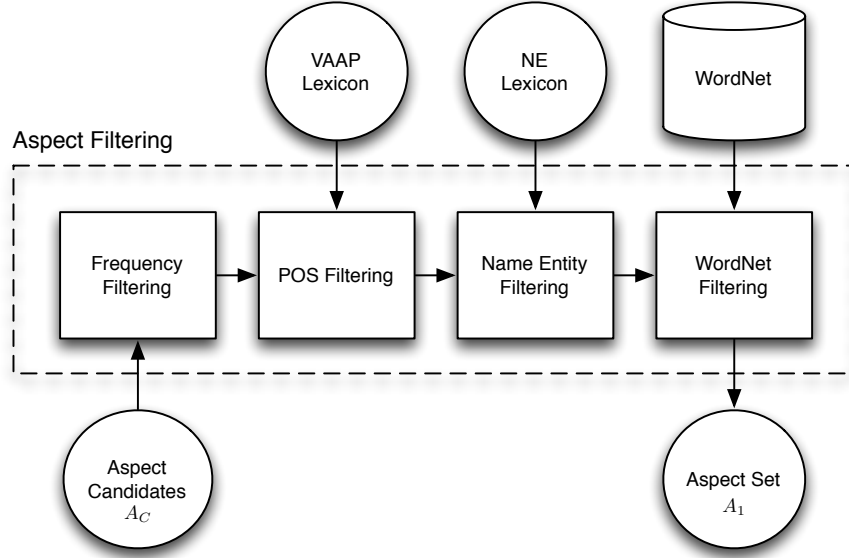 VAAP
Lexicon
NE
Lexicon
WordNet
Aspect Filtering
Frequency
Filtering
POS Filtering
Name Entity
Filtering
WordNet
Filtering
Aspect
Candidates
A_C
Aspect Set
A_1